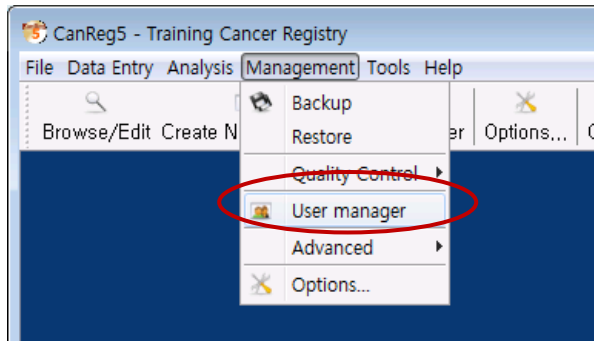 CanReg5 - Training Cancer Registry
File Data Entry Analysis Management Tools Help
Browse/Edit Create N er Options...
Backup
Restore
Quality Control
User manager
Advanced
Options...